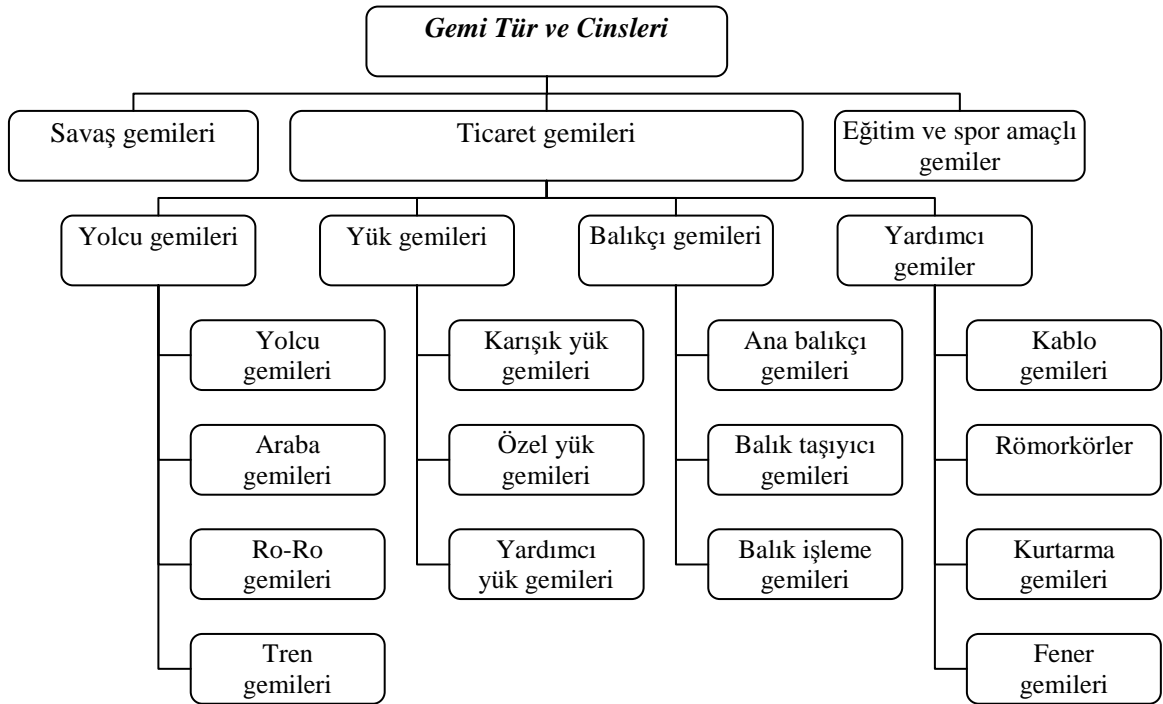 Gemi Tür ve Cinsleri
Savaş gemileri
Ticaret gemileri
Eğitim ve spor amaçlı
gemiler
Yolcu gemileri
Yük gemileri
Balıkçı gemileri
Yardımcı
gemiler
Yolcu
gemileri
Araba
gemileri
Ro-Ro
gemileri
Tren
gemileri
Karışık yük
gemileri
Özel yük
gemileri
Yardımcı
yük gemileri
Ana balıkçı
gemileri
Balık taşıyıcı
gemileri
Balık işleme
gemileri
Kablo
gemileri
Römorkörler
Kurtarma
gemileri
Fener
gemileri